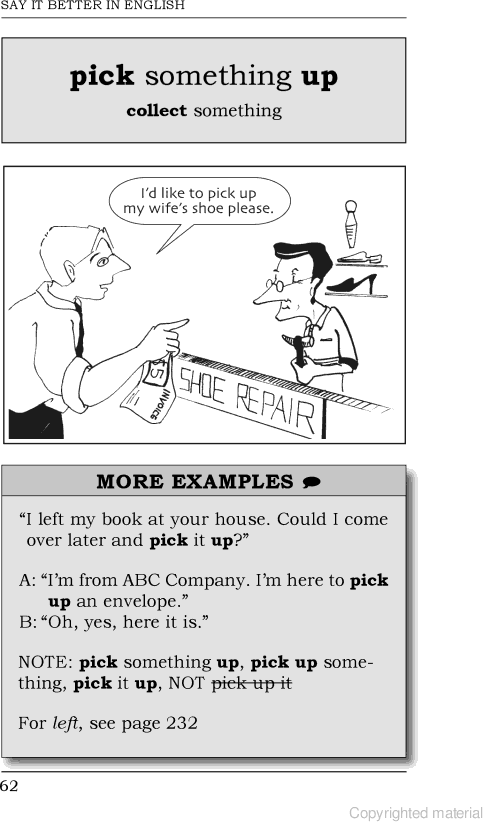 SAY IT BETTER IN ENGLISH
pick something up
collect something
I'd like to pick up
my wife's shoe please.
$5
INVOICE
SHOE REPAIR
MORE EXAMPLES
“I left my book at your house. Could I come
over later and pick it up?”
A: “I'm from ABC Company. I'm here to pick
up an envelope.”
B: “Oh, yes, here it is.”
NOTE: pick something up, pick up some-
thing, pick it up, NOT pick up it
For left, see page 232
62
Copyrighted material